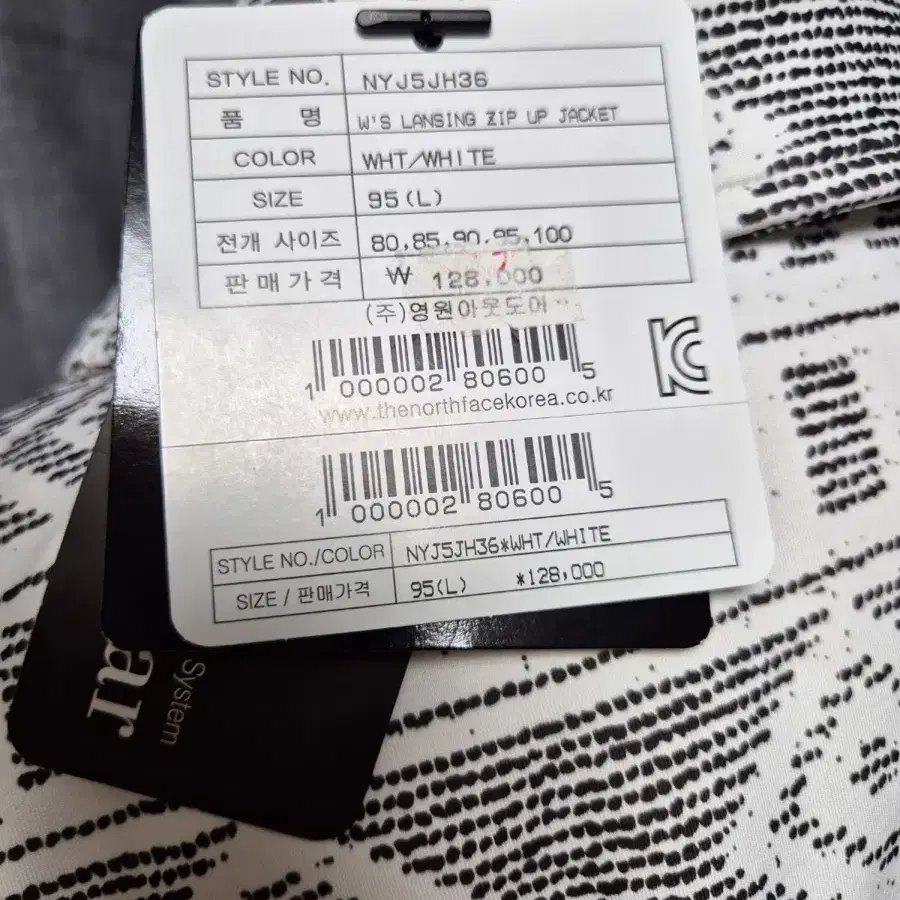 STYLE NO. NYJ5JH36
품 명 W'S LANSING ZIP UP JACKET
COLOR WHT/WHITE
SIZE 95(L)
전개 사이즈 80,85,90,95,100
판매가격 ₩ 128,000
7
(주)영원아웃도어
1 000002 80600 5
www.thenorthfacekorea.co.kr
1 000002 80600 5
STYLE NO./COLOR NYJ5JH36*WHT/WHITE
SIZE / 판매가격 95(L) *128,000
System
ar